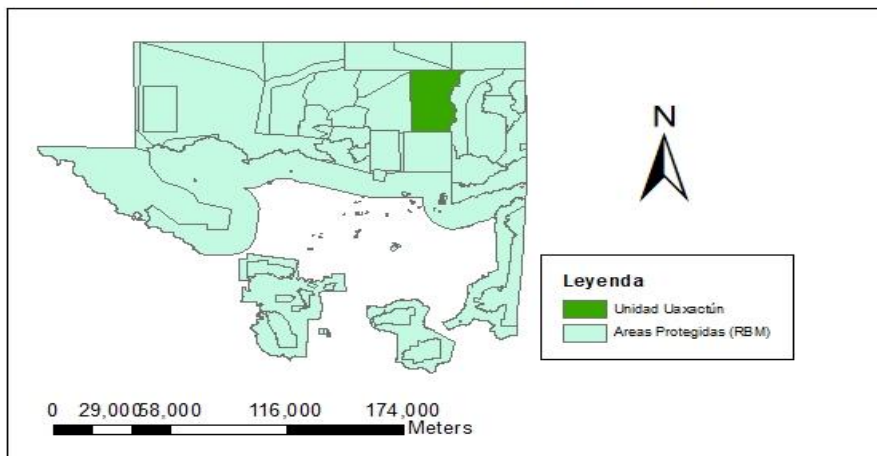 N
Leyenda
Unidad Uaxactún
Areas Protegidas (RBM)
0 29,000 58,000 116,000 174,000
Meters